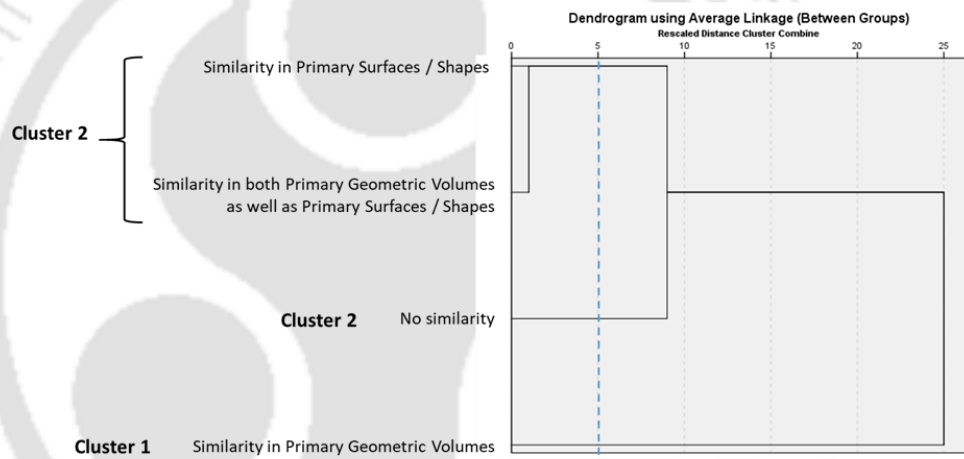 Dendrogram using Average Linkage (Between Groups)
Rescaled Distance Cluster Combine
0 5 10 15 20 25
Similarity in Primary Surfaces / Shapes
Cluster 2
Similarity in both Primary Geometric Volumes
as well as Primary Surfaces / Shapes
Cluster 2 No similarity
Cluster 1 Similarity in Primary Geometric Volumes